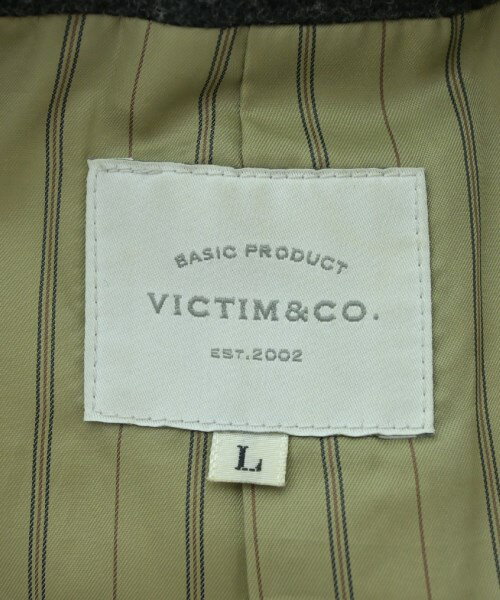 BASIC PRODUCT
VICTIM&CO.
EST.2002
L